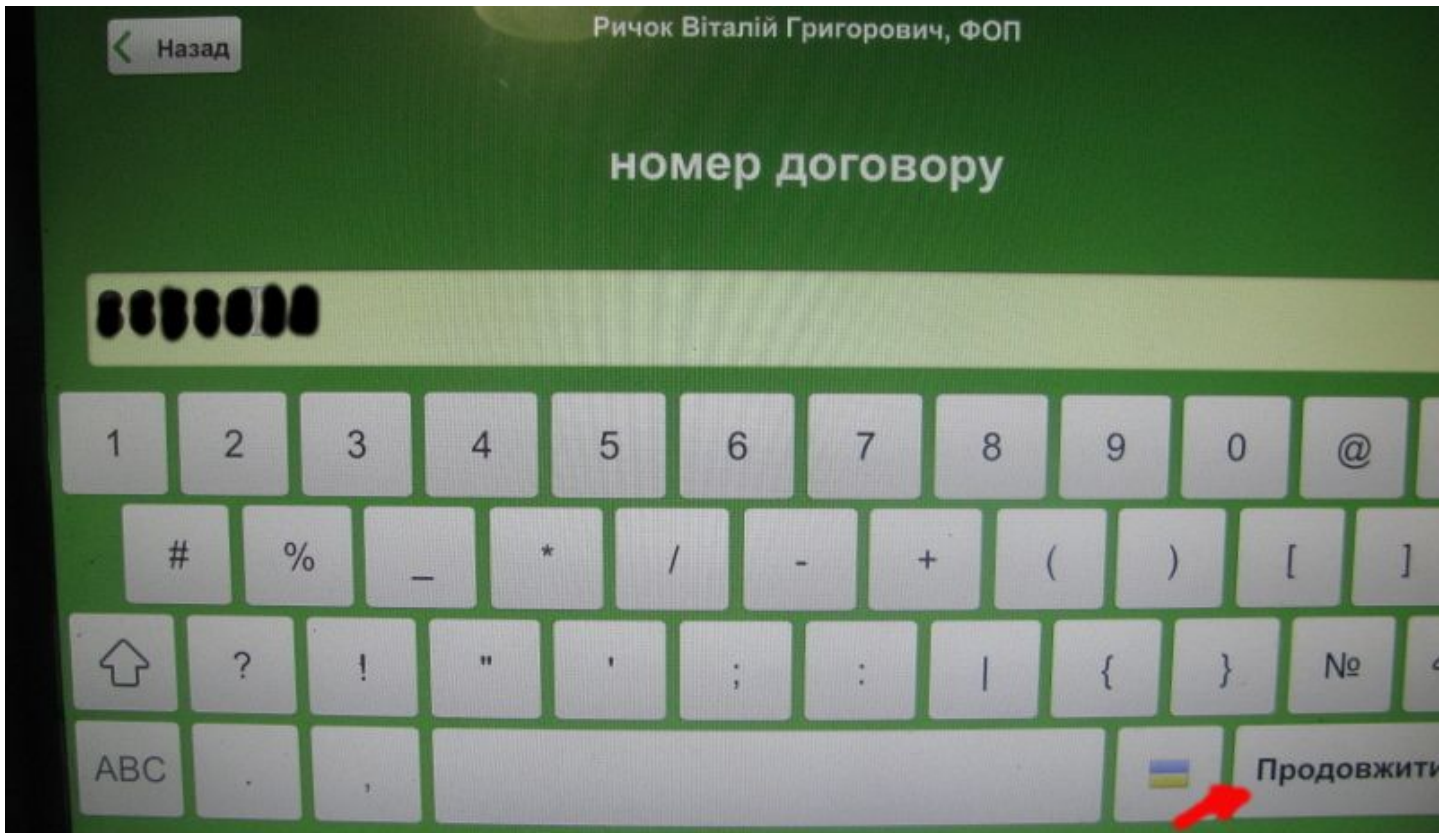 Назад
Ричок Віталій Григорович, ФОП
номер договору
1 2 3 4 5 6 7 8 9 0 @
# % _ * / - + ( ) [ ]
? ! " ' ; : | { } №
ABC . , Продовжити